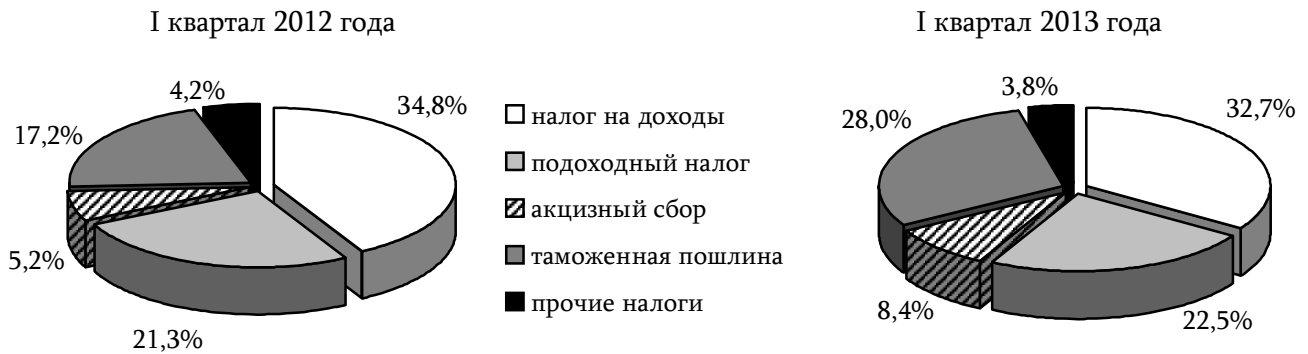 I квартал 2012 года
4,2%
34,8%
17,2%
5,2%
21,3%
налог на доходы
подоходный налог
акцизный сбор
таможенная пошлина
прочие налоги
I квартал 2013 года
3,8%
32,7%
28,0%
8,4%
22,5%